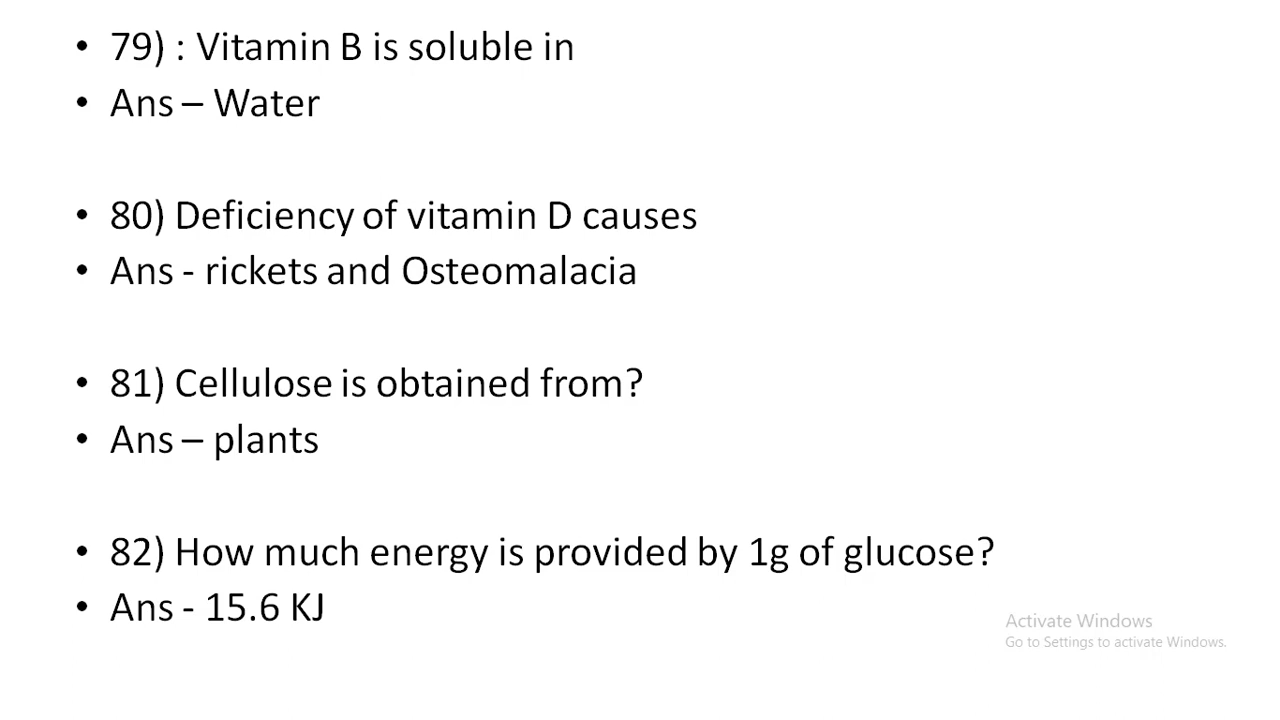 • 79) : Vitamin B is soluble in
• Ans – Water
• 80) Deficiency of vitamin D causes
• Ans - rickets and Osteomalacia
• 81) Cellulose is obtained from?
• Ans – plants
• 82) How much energy is provided by 1g of glucose?
• Ans - 15.6 KJ
Activate Windows
Go to Settings to activate Windows.